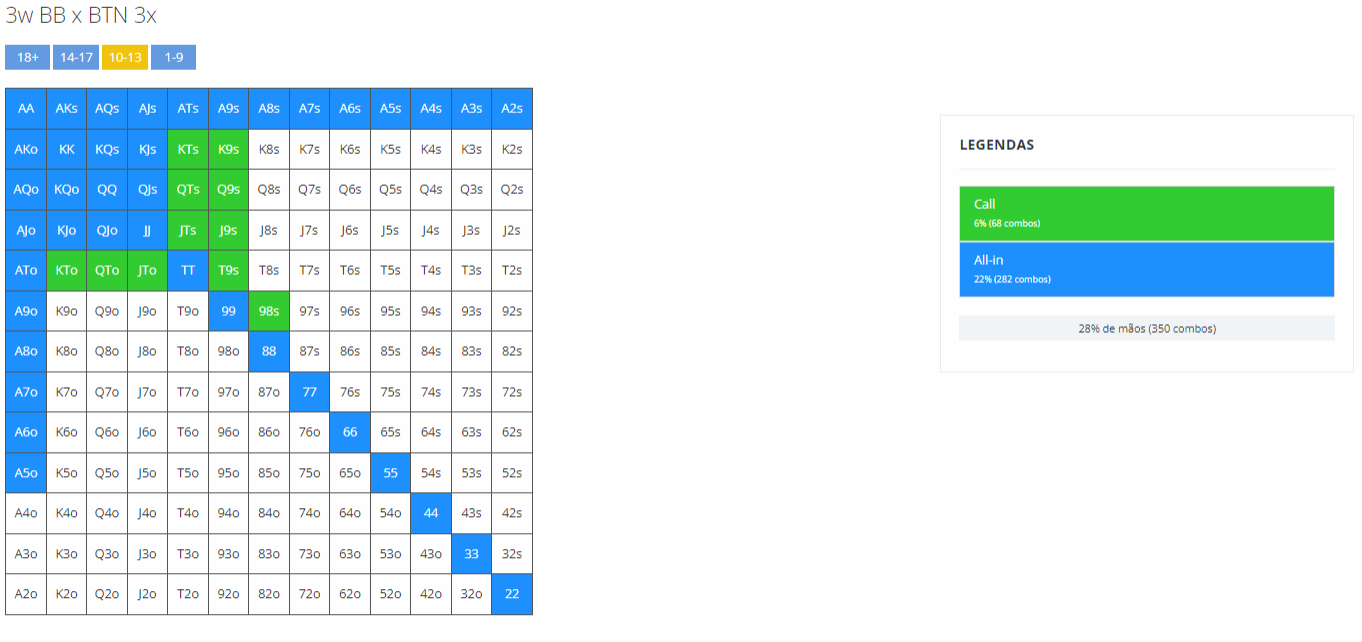 3w BB x BTN 3x
18+ 14-17 10-13 1-9
AA AKs AQs AJs ATs A9s A8s A7s A6s A5s A4s A3s A2s
AKo KK KQs KJs KTs K9s K8s K7s K6s K5s K4s K3s K2s
AQo KQo QQ QJs QTs Q9s Q8s Q7s Q6s Q5s Q4s Q3s Q2s
AJo KJo QJo JJ JTs J9s J8s J7s J6s J5s J4s J3s J2s
ATo KTo QTo JTo TT T9s T8s T7s T6s T5s T4s T3s T2s
A9o K9o Q9o J9o T9o 99 98s 97s 96s 95s 94s 93s 92s
A8o K8o Q8o J8o T8o 98o 88 87s 86s 85s 84s 83s 82s
A7o K7o Q7o J7o T7o 97o 87o 77 76s 75s 74s 73s 72s
A6o K6o Q6o J6o T6o 96o 86o 76o 66 65s 64s 63s 62s
A5o K5o Q5o J5o T5o 95o 85o 75o 65o 55 54s 53s 52s
A4o K4o Q4o J4o T4o 94o 84o 74o 64o 54o 44 43s 42s
A3o K3o Q3o J3o T3o 93o 83o 73o 63o 53o 43o 33 32s
A2o K2o Q2o J2o T2o 92o 82o 72o 62o 52o 42o 32o 22
LEGENDAS
Call
6% (68 combos)
All-in
22% (282 combos)
28% de mãos (350 combos)